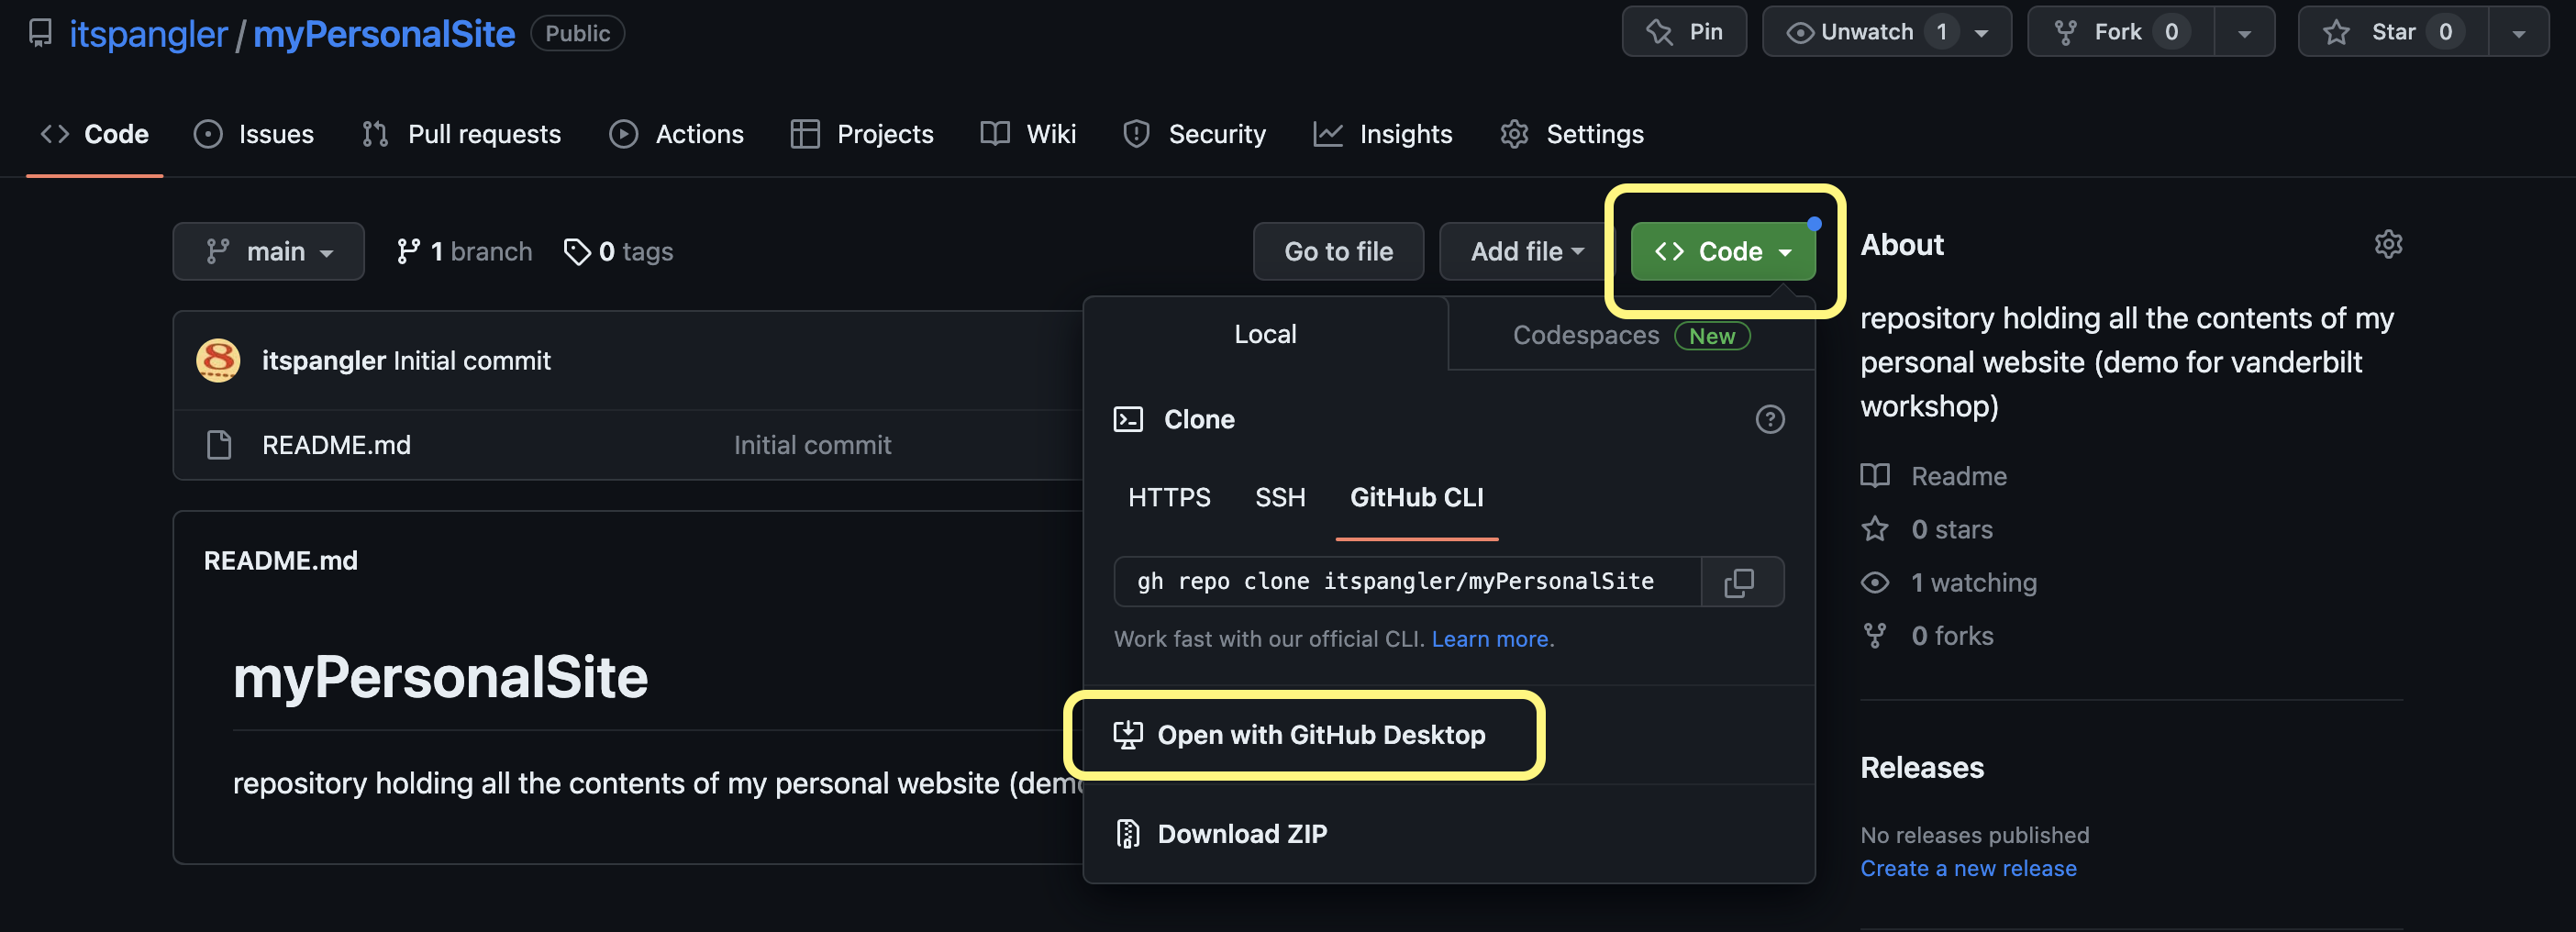 itspangler / myPersonalSite Public
Pin Unwatch 1 Fork 0 Star 0
Code Issues Pull requests Actions Projects Wiki Security Insights Settings
main 1 branch 0 tags Go to file Add file Code
itspangler Initial commit
README.md Initial commit
README.md
myPersonalSite
repository holding all the contents of my personal website (demo
Local Codespaces New
Clone
HTTPS SSH GitHub CLI
gh repo clone itspangler/myPersonalSite
Work fast with our official CLI. Learn more.
Open with GitHub Desktop
Download ZIP
About
repository holding all the contents of my
personal website (demo for vanderbilt
workshop)
Readme
0 stars
1 watching
0 forks
Releases
No releases published
Create a new release